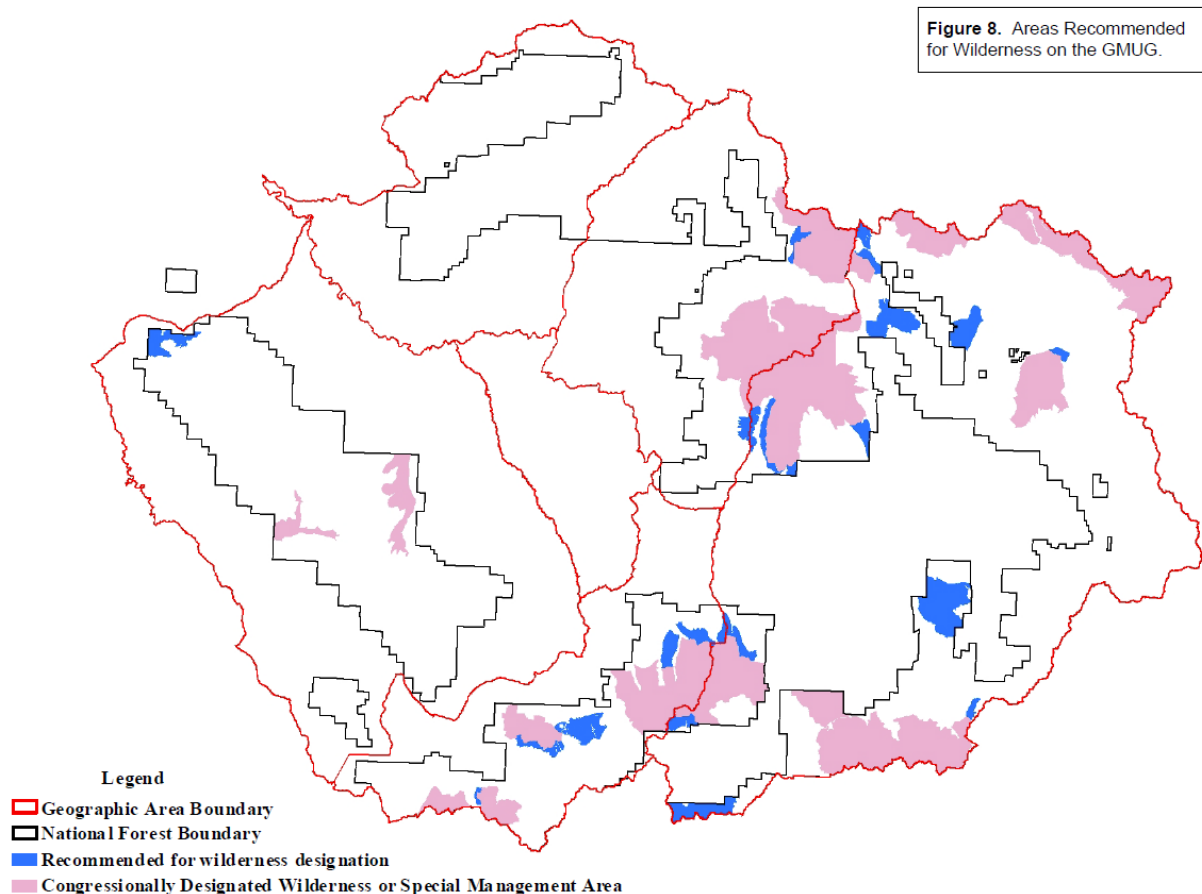 Figure 8. Areas Recommended
for Wilderness on the GMUG.
Legend
Geographic Area Boundary
National Forest Boundary
Recommended for wilderness designation
Congressionally Designated Wilderness or Special Management Area